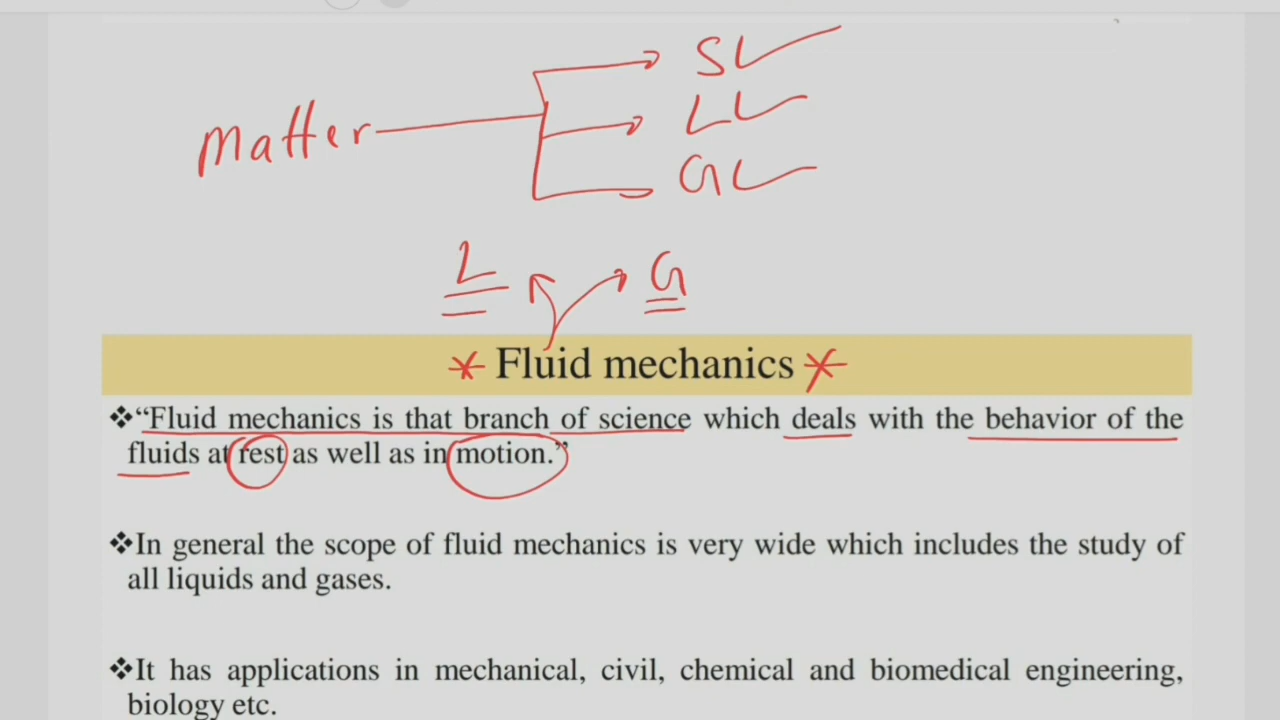 Matter
S
L
G
L G
* Fluid mechanics *
❖“Fluid mechanics is that branch of science which deals with the behavior of the
fluids at rest as well as in motion.”
❖In general the scope of fluid mechanics is very wide which includes the study of
all liquids and gases.
❖It has applications in mechanical, civil, chemical and biomedical engineering,
biology etc.